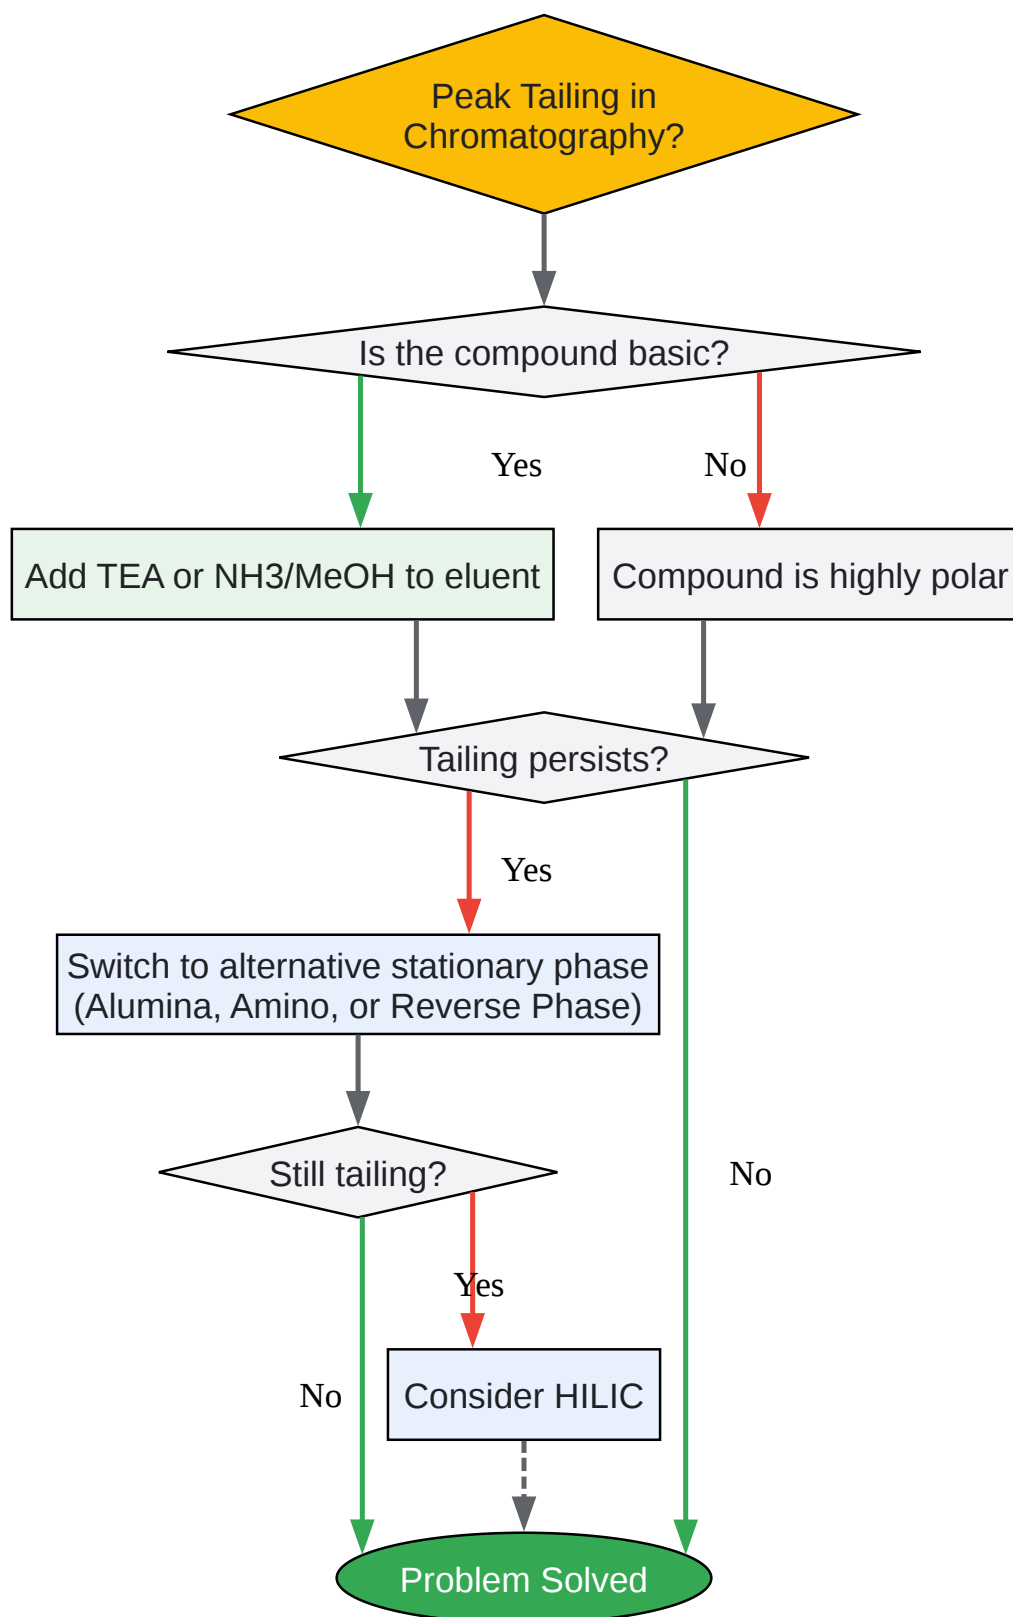 Peak Tailing in
Chromatography?
Is the compound basic?
Yes
No
Add TEA or NH3/MeOH to eluent
Compound is highly polar
Tailing persists?
Yes
Switch to alternative stationary phase
(Alumina, Amino, or Reverse Phase)
Still tailing?
No
Yes
No
Consider HILIC
Problem Solved